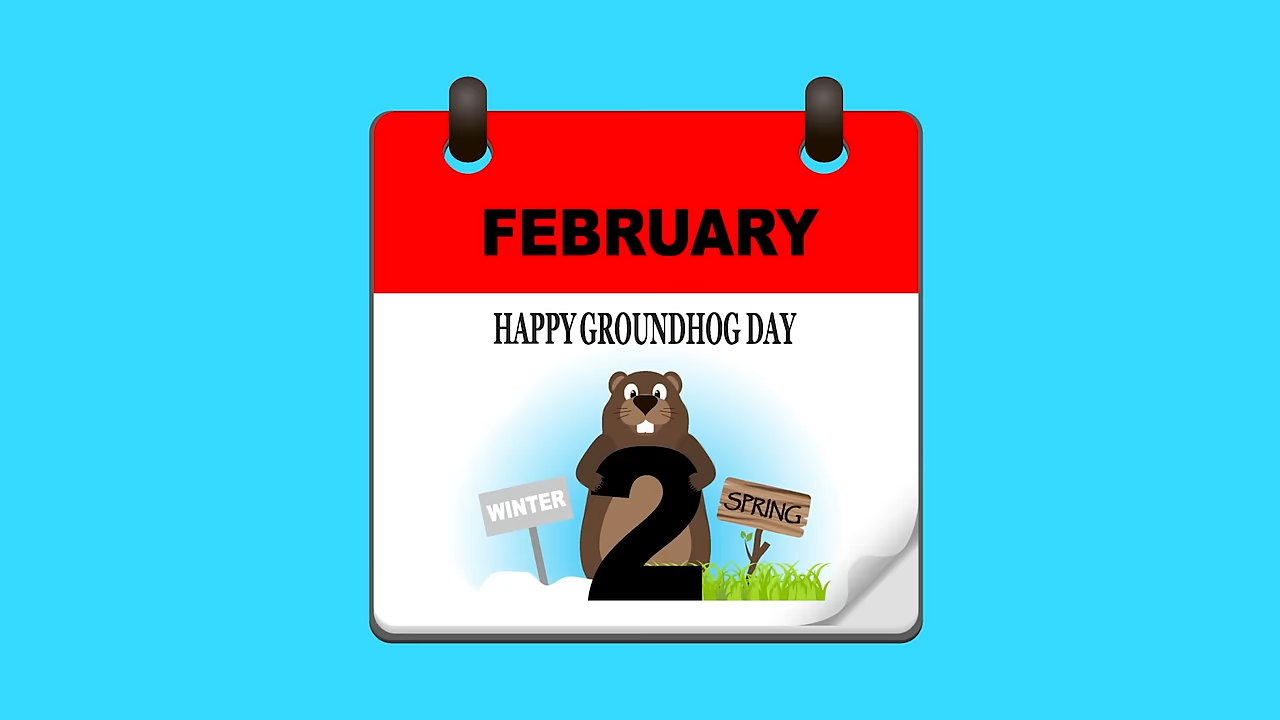 FEBRUARY
HAPPY GROUNDHOG DAY
2
WINTER
SPRING